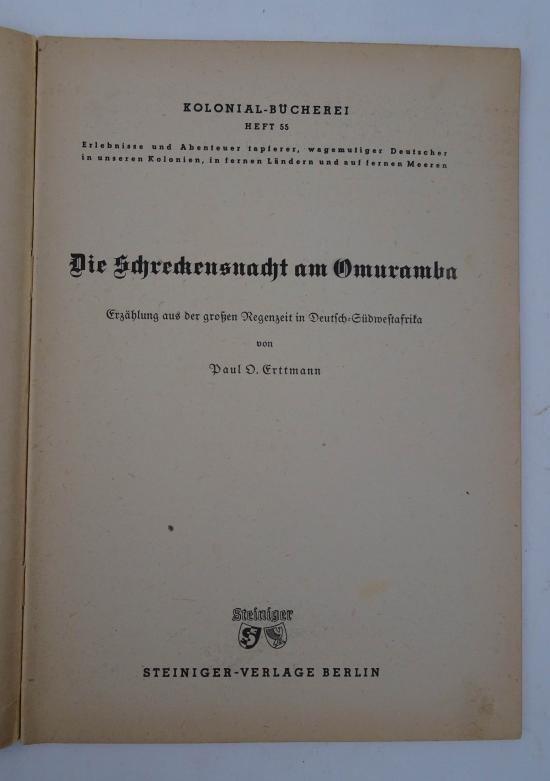 KOLONIAL-BÜCHEREI
HEFT 55
Erlebnisse und Abenteuer tapferer, wagemutiger Deutscher
in unseren Kolonien, in fernen Ländern und auf fernen Meeren
Die Schreckensnacht am Omuramba
Erzählung aus der großen Regenzeit in Deutsch-Südwestafrika
von
Paul O. Erttmann
Steiniger
STEINIGER-VERLAGE BERLIN